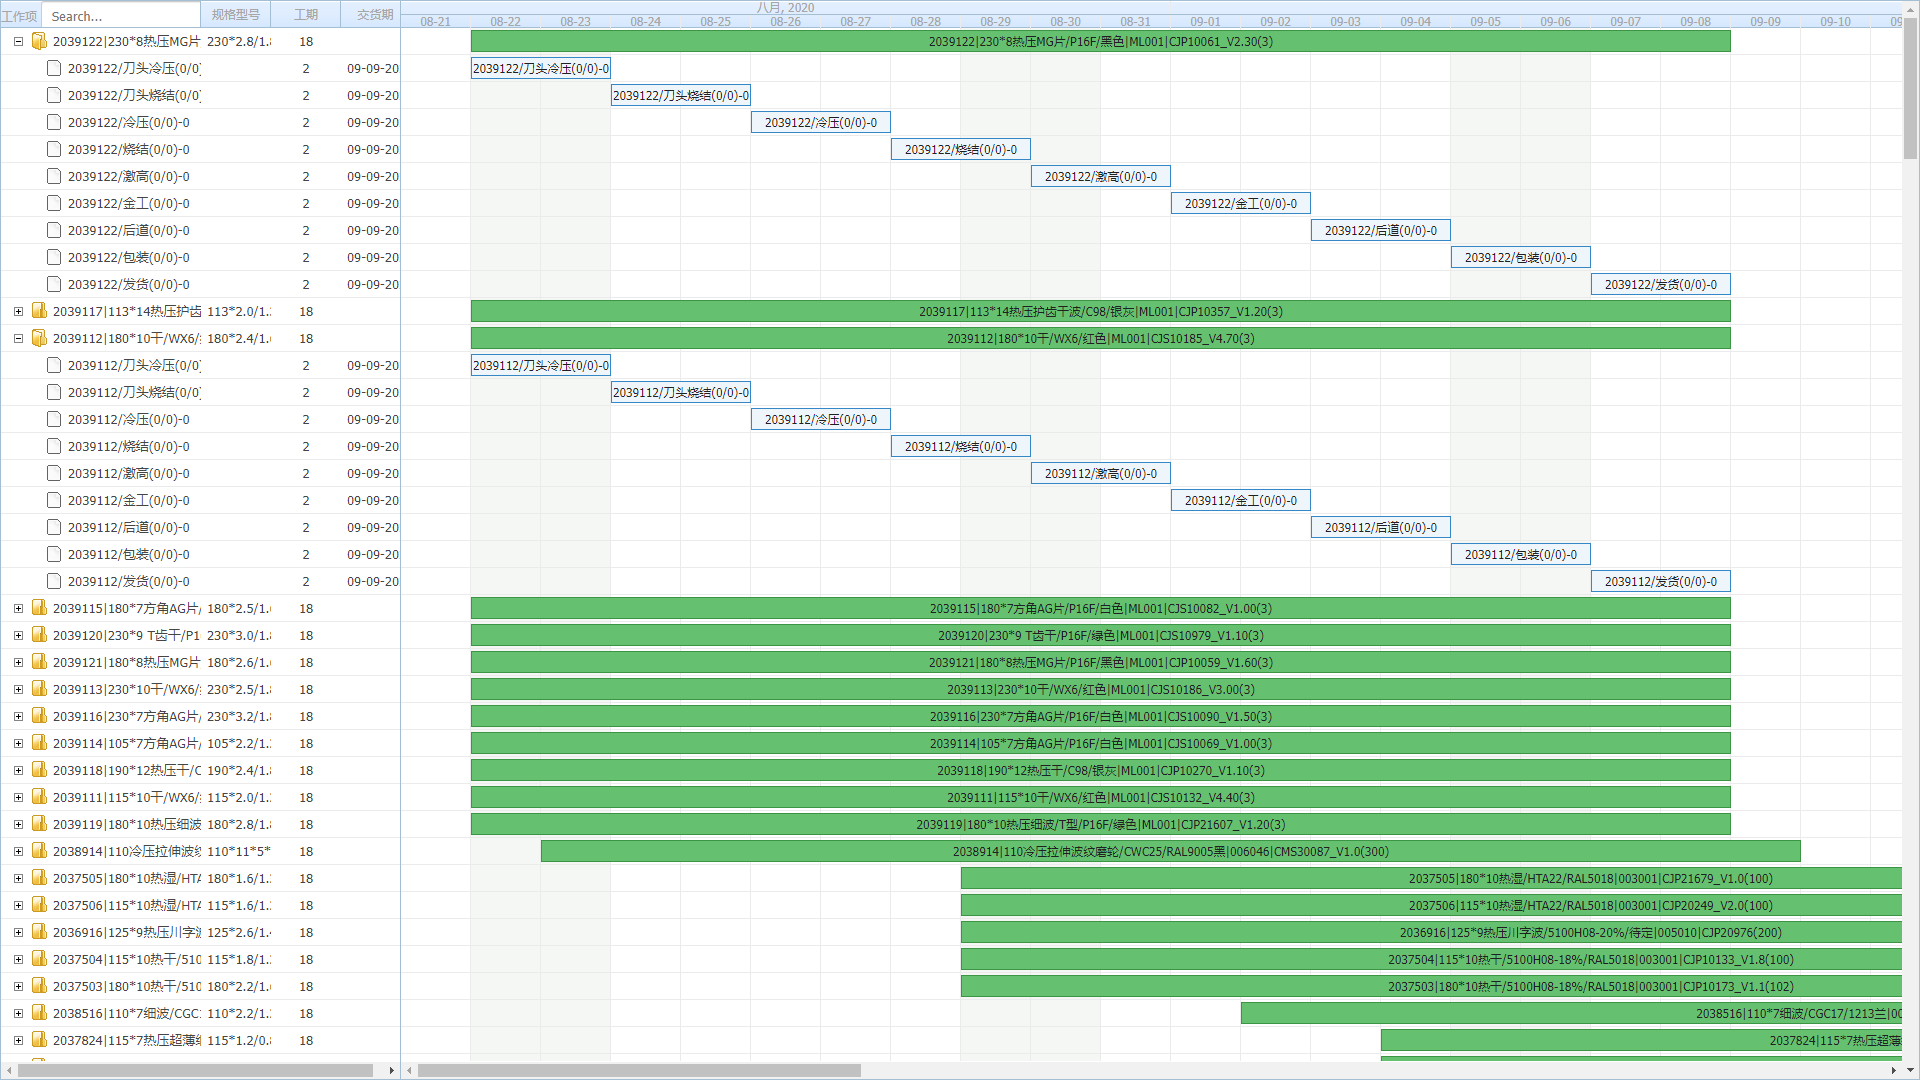 工作项 Search... 规格型号 工期 交货期
八月, 2020
08-21 08-22 08-23 08-24 08-25 08-26 08-27 08-28 08-29 08-30 08-31 09-01 09-02 09-03 09-04 09-05 09-06 09-07 09-08 09-09 09-10 09
2039122|230*8热压MG片 230*2.8/1. 18 2039122|230*8热压MG片/P16F/黑色|ML001|CJP10061_V2.30(3)
2039122/刀头冷压(0/0) 2 09-09-20 2039122/刀头冷压(0/0)-0
2039122/刀头烧结(0/0) 2 09-09-20 2039122/刀头烧结(0/0)-0
2039122/冷压(0/0)-0 2 09-09-20 2039122/冷压(0/0)-0
2039122/烧结(0/0)-0 2 09-09-20 2039122/烧结(0/0)-0
2039122/激高(0/0)-0 2 09-09-20 2039122/激高(0/0)-0
2039122/金工(0/0)-0 2 09-09-20 2039122/金工(0/0)-0
2039122/后道(0/0)-0 2 09-09-20 2039122/后道(0/0)-0
2039122/包装(0/0)-0 2 09-09-20 2039122/包装(0/0)-0
2039122/发货(0/0)-0 2 09-09-20 2039122/发货(0/0)-0
2039117|113*14热压护齿 113*2.0/1. 18 2039117|113*14热压护齿干波/C98/银灰|ML001|CJP10357_V1.20(3)
2039112|180*10干/WX6/ 180*2.4/1. 18 2039112|180*10干/WX6/红色|ML001|CJS10185_V4.70(3)
2039112/刀头冷压(0/0) 2 09-09-20 2039112/刀头冷压(0/0)-0
2039112/刀头烧结(0/0) 2 09-09-20 2039112/刀头烧结(0/0)-0
2039112/冷压(0/0)-0 2 09-09-20 2039112/冷压(0/0)-0
2039112/烧结(0/0)-0 2 09-09-20 2039112/烧结(0/0)-0
2039112/激高(0/0)-0 2 09-09-20 2039112/激高(0/0)-0
2039112/金工(0/0)-0 2 09-09-20 2039112/金工(0/0)-0
2039112/后道(0/0)-0 2 09-09-20 2039112/后道(0/0)-0
2039112/包装(0/0)-0 2 09-09-20 2039112/包装(0/0)-0
2039112/发货(0/0)-0 2 09-09-20 2039112/发货(0/0)-0
2039115|180*7方角AG片/ 180*2.5/1. 18 2039115|180*7方角AG片/P16F/白色|ML001|CJS10082_V1.00(3)
2039120|230*9 T齿干/P1 230*3.0/1. 18 2039120|230*9 T齿干/P16F/绿色|ML001|CJS10979_V1.10(3)
2039121|180*8热压MG片 180*2.6/1. 18 2039121|180*8热压MG片/P16F/黑色|ML001|CJP10059_V1.60(3)
2039113|230*10干/WX6/ 230*2.5/1. 18 2039113|230*10干/WX6/红色|ML001|CJS10186_V3.00(3)
2039116|230*7方角AG片/ 230*3.2/1. 18 2039116|230*7方角AG片/P16F/白色|ML001|CJS10090_V1.50(3)
2039114|105*7方角AG片/ 105*2.2/1. 18 2039114|105*7方角AG片/P16F/白色|ML001|CJS10069_V1.00(3)
2039118|190*12热压干/C 190*2.4/1. 18 2039118|190*12热压干/C98/银灰|ML001|CJP10270_V1.10(3)
2039111|115*10干/WX6/ 115*2.0/1. 18 2039111|115*10干/WX6/红色|ML001|CJS10132_V4.40(3)
2039119|180*10热压细波 180*2.8/1. 18 2039119|180*10热压细波/T型/P16F/绿色|ML001|CJP21607_V1.20(3)
2038914|110冷压拉伸波纹 110*11*5* 18 2038914|110冷压拉伸波纹磨轮/CWC25/RAL9005黑|006046|CMS30087_V1.0(300)
2037505|180*10热湿/HTA 180*1.6/1. 18 2037505|180*10热湿/HTA22/RAL5018|003001|CJP21679_V1.0(100)
2037506|115*10热湿/HTA 115*1.6/1. 18 2037506|115*10热湿/HTA22/RAL5018|003001|CJP20249_V2.0(100)
2036916|125*9热压川字波 125*2.6/1. 18 2036916|125*9热压川字波/5100H08-20%/待定|005010|CJP20976(200)
2037504|115*10热干/510 115*1.8/1. 18 2037504|115*10热干/5100H08-18%/RAL5018|003001|CJP10133_V1.8(100)
2037503|180*10热干/510 180*2.2/1. 18 2037503|180*10热干/5100H08-18%/RAL5018|003001|CJP10173_V1.1(102)
2038516|110*7细波/CGC 110*2.2/1. 18 2038516|110*7细波/CGC17/1213兰|00
2037824|115*7热压超薄 115*1.2/0. 18 2037824|115*7热压超薄